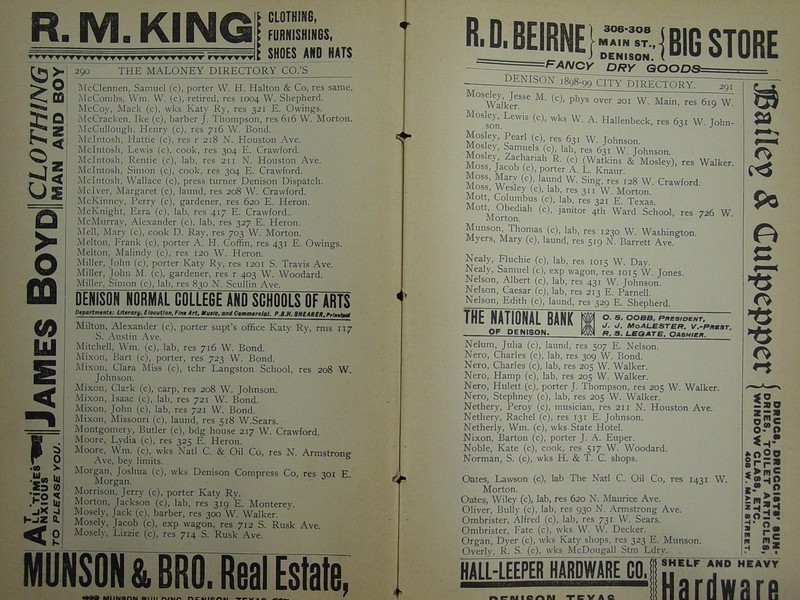 R. M. KING
CLOTHING,
FURNISHINGS,
SHOES AND HATS
290 THE MALONEY DIRECTORY CO.'S
McClennen, Samuel (c), porter W. H. Halton & Co, res same.
McCombs, Wm. W. (c), retired, res 1004 W. Shepherd.
McCoy, Mack (c), wks Katy Ry, res 321 E. Owings.
McCracken, Ike (c), barber J. Thompson, res 616 W. Morton.
McCullough, Henry (c), res 716 W. Bond.
McIntosh, Hattie (c), res r 218 N. Houston Ave.
McIntosh, Lewis (c), cook, res 304 E. Crawford.
McIntosh, Rentie (c), lab, res 211 N. Houston Ave.
McIntosh, Simon (c), cook, res 304 E. Crawford.
McIntosh, Wallace (c), press turner Denison Dispatch.
McIver, Margaret (c), laund, res 208 W. Crawford.
McKinney, Perry (c), gardener, res 620 E. Heron.
McKnight, Ezra (c), lab, res 417 E. Crawford..
McMurray, Alexander (c), lab, res 327 E. Heron.
Mell, Mary (c), cook D. Ray, res 703 W. Morton.
Melton, Frank (c), porter A. H. Coffin, res 431 E. Owings.
Melton, Malindy (c), res 120 W. Heron.
Miller, John (c), porter Katy Ry, res 1201 S. Travis Ave.
Miller, John M. (c), gardener, res r 403 W. Woodard.
Miller, Simon (c), lab, res 830 N. Scullin Ave.
DENISON NORMAL COLLEGE AND SCHOOLS OF ARTS
Departments: Literary, Elocution, Fine Art, Music, and Commercial. P.B.H. SHEARER, Principal
Milton, Alexander (c), porter supt's office Katy Ry, rms 117
S. Austin Ave.
Mitchell, Wm. (c), lab, res 716 W. Bond.
Mixon, Bart (c), porter, res 723 W. Bond.
Mixon, Clara Miss (c), tchr Langston School, res 208 W.
Johnson.
Mixon, Clark (c), carp, res 208 W. Johnson.
Mixon, Isaac (c), lab, res 721 W. Bond.
Mixon, John (c), lab, res 721 W. Bond.
Mixon, Missouri (c), laund, res 518 W.Sears.
Montgomery, Butler (c), bdg house 217 W. Crawford.
Moore, Lydia (c), res 325 E. Heron.
Moore, Wm. (c), wks Natl C. & Oil Co, res N. Armstrong
Ave, bey limits.
Morgan, Joshua (c), wks Denison Compress Co, res 301 E.
Morgan.
Morrison, Jerry (c), porter Katy Ry.
Morton, Jackson (c), lab, res 319 E. Monterey.
Mosely, Jack (c), barber, res 300 W. Walker.
Mosely, Jacob (c), exp wagon, res 712 S. Rusk Ave.
Mosely, Lizzie (c), res 714 S. Rusk Ave.
JAMES BOYD CLOTHING MAN AND BOY
AT ALL TIMES ANXIOUS TO PLEASE YOU.
MUNSON & BRO. Real Estate,
MUNSON BUILDING, DENISON, TEXAS
R. D. BEIRNE
306-308
MAIN ST.,
DENISON.
BIG STORE
FANCY DRY GOODS
DENISON 1898-99 CITY DIRECTORY. 291
Moseley, Jesse M. (c), phys over 201 W. Main, res 619 W.
Walker.
Mosley, Lewis (c), wks W. A. Hallenbeck, res 631 W. John-
son.
Mosley, Pearl (c), res 631 W. Johnson.
Mosley, Samuels (c), lab, res 631 W. Johnson.
Mosley, Zachariah R. (c) (Watkins & Mosley), res Walker.
Moss, Jacob (c), porter A. L. Knaur.
Moss, Mary (c), laund W. Sing, res 128 W. Crawford.
Moss, Wesley (c), lab, res 311 W. Morton.
Mott, Columbus (c), lab, res 321 E. Texas.
Mott, Obediah (c), janitor 4th Ward School, res 726 W.
Morton.
Munson, Thomas (c), lab, res 1230 W. Washington.
Myers, Mary (c), laund, res 519 N. Barrett Ave.
Nealy, Fluchie (c), lab, res 1015 W. Day.
Nealy, Samuel (c), exp wagon, res 1015 W. Jones.
Nelson, Albert (c), lab, res 431 W. Johnson.
Nelson, Caesar (c), lab, res 213 E. Parnell.
Nelson, Edith (c), laund, res 329 E. Shepherd.
THE NATIONAL BANK
OF DENISON.
C. S. COBB, PRESIDENT,
J. J. McALESTER, V.-PREST.
R. S. LEGATE, CASHIER.
Nelum, Julia (c), laund, res 507 E. Nelson.
Nero, Charles (c), lab, res 309 W. Bond.
Nero, Charles (c), lab, res 205 W. Walker.
Nero, Hamp (c), lab, res 205 W. Walker.
Nero, Hulett (c), porter J. Thompson, res 205 W. Walker.
Nero, Stephney (c), lab, res 205 W. Walker.
Nethery, Peroy (c), musician, res 211 N. Houston Ave.
Nethery, Rachel (c), res 131 E. Johnson.
Netherly, Wm. (c), wks State Hotel.
Nixon, Barton (c), porter J. A. Euper.
Noble, Kate (c), cook, res 517 W. Woodard.
Norman, S. (c), wks H. & T. C. shops.
Oates, Lawson (c), lab The Natl C. Oil Co, res 1431 W.
Morton.
Oates, Wiley (c), lab, res 620 N. Maurice Ave.
Oliver, Bully (c), lab, res 930 N. Armstrong Ave.
Ombrister, Alfred (c), lab, res 731 W. Sears.
Ombrister, Fate (c), wks W. W. Decker.
Organ, Dyer (c), wks Katy shops, res 323 E. Munson.
Overly, R. S. (c), wks McDougall Stm Ldry.
Bailey & Culpepper
DRUGS, DRUGGISTS' SUN-
DRIES, TOILET ARTICLES,
WINDOW GLASS, ETC.
406 W. MAIN STREET.
HALL-LEEPER HARDWARE CO.
DENISON, TEXAS
SHELF AND HEAVY
Hardware